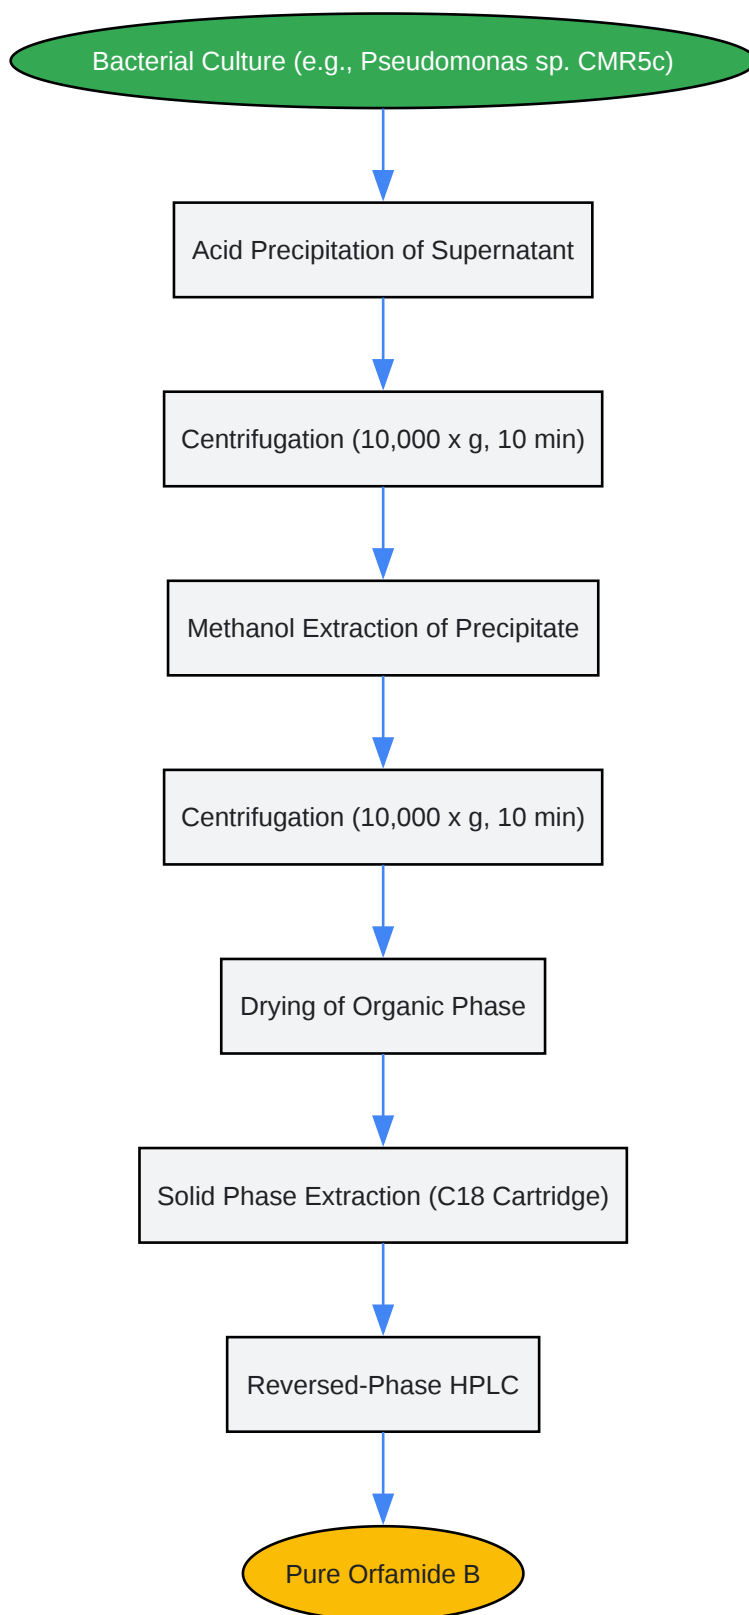 Bacterial Culture (e.g., Pseudomonas sp. CMR5c)
Acid Precipitation of Supernatant
Centrifugation (10,000 x g, 10 min)
Methanol Extraction of Precipitate
Centrifugation (10,000 x g, 10 min)
Drying of Organic Phase
Solid Phase Extraction (C18 Cartridge)
Reversed-Phase HPLC
Pure Orfamide B